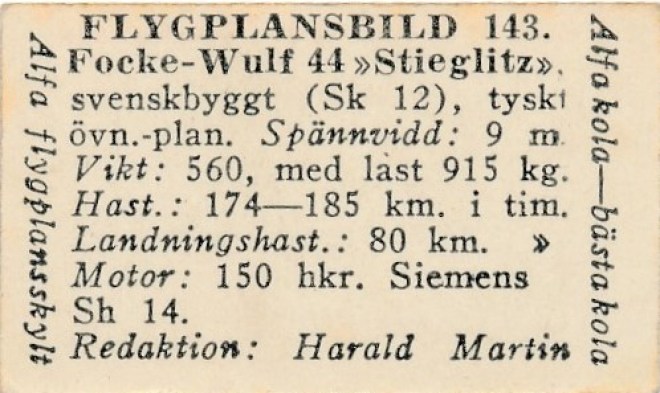 FLYGPLANSBILD 143.
Focke-Wulf 44 »Stieglitz».
svenskbyggt (Sk 12), tyskt
övn.-plan. Spännvidd: 9 m.
Vikt: 560, med last 915 kg.
Hast.: 174—185 km. i tim.
Landningshast.: 80 km. »
Motor: 150 hkr. Siemens
Sh 14.
Redaktion: Harald Martin
Alfa flygplansskylt
Alfa kola—bästa kola